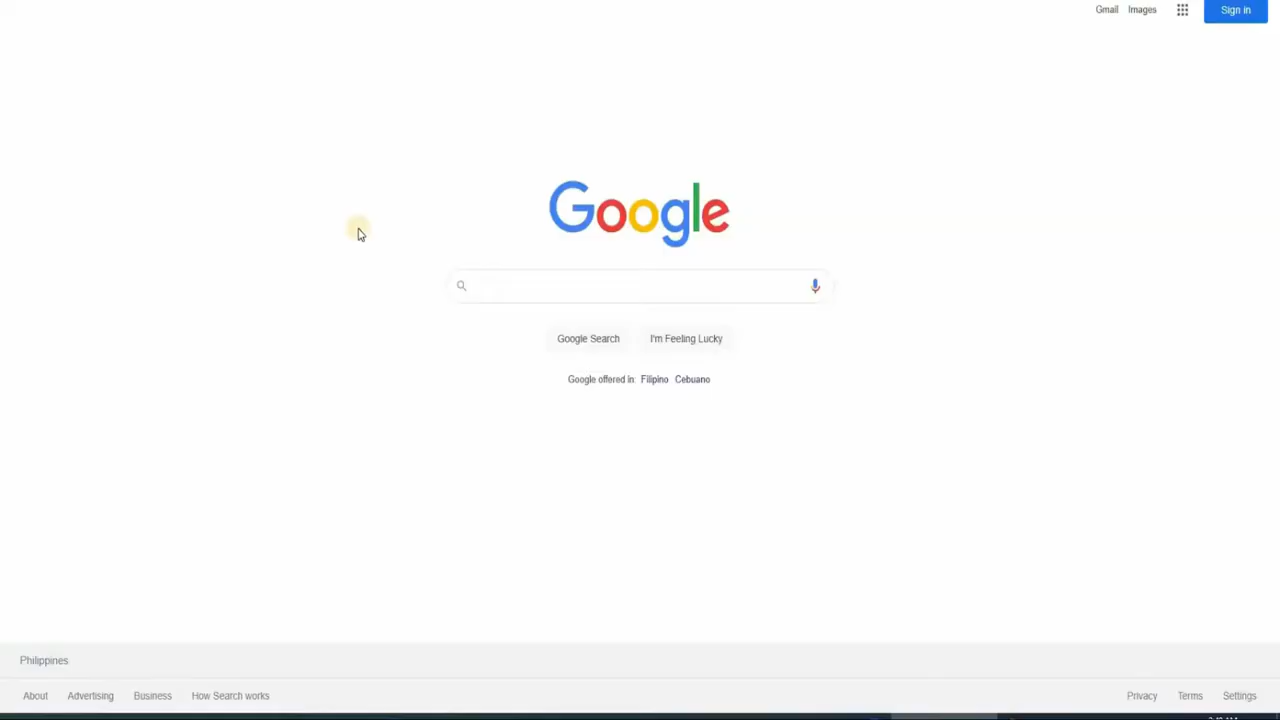 Gmail Images Sign in
Google
Google Search I'm Feeling Lucky
Google offered in: Filipino Cebuano
Philippines
About Advertising Business How Search works Privacy Terms Settings